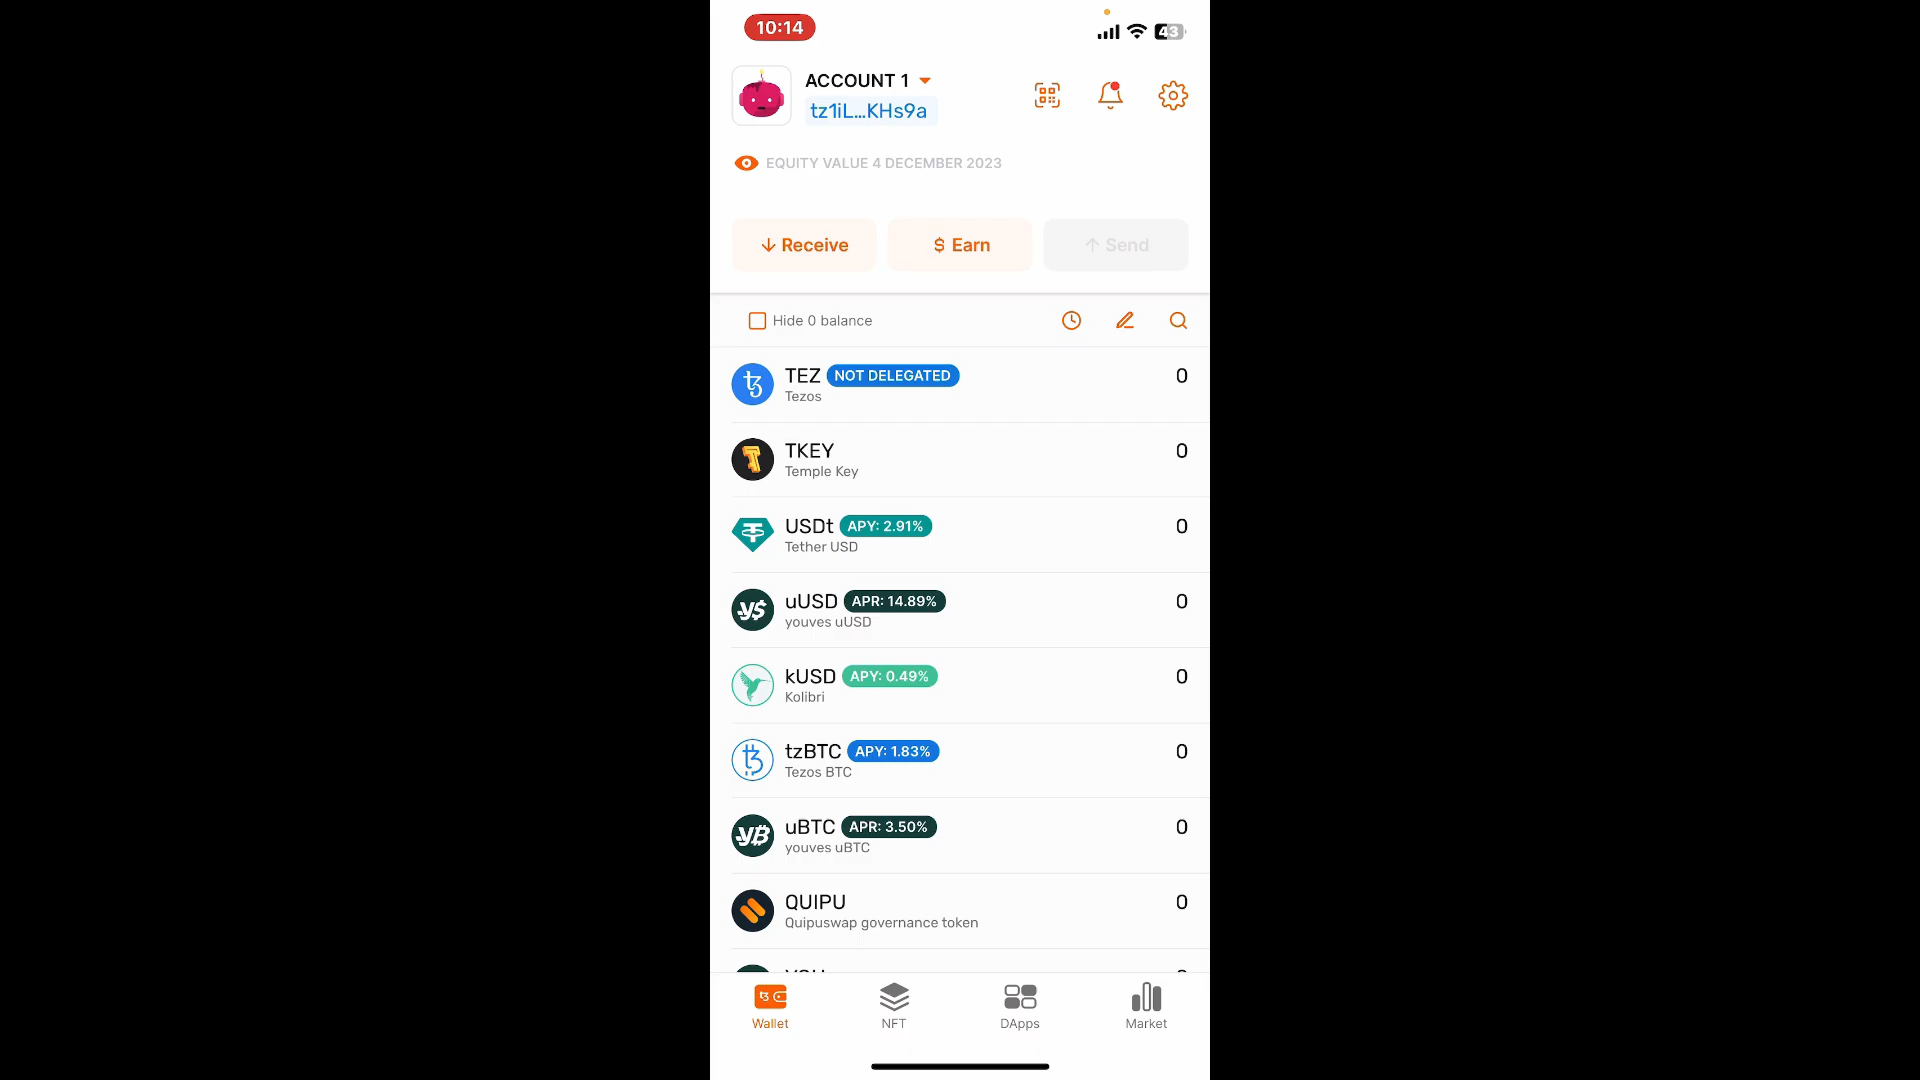 10:14
43
ACCOUNT 1
tz1iL...KHs9a
EQUITY VALUE 4 DECEMBER 2023
↓ Receive
$ Earn
↑ Send
Hide 0 balance
TEZ NOT DELEGATED 0
Tezos
TKEY 0
Temple Key
USDt APY: 2.91% 0
Tether USD
uUSD APR: 14.89% 0
youves uUSD
kUSD APY: 0.49% 0
Kolibri
tzBTC APY: 1.83% 0
Tezos BTC
uBTC APR: 3.50% 0
youves uBTC
QUIPU 0
Quipuswap governance token
Wallet
NFT
DApps
Market